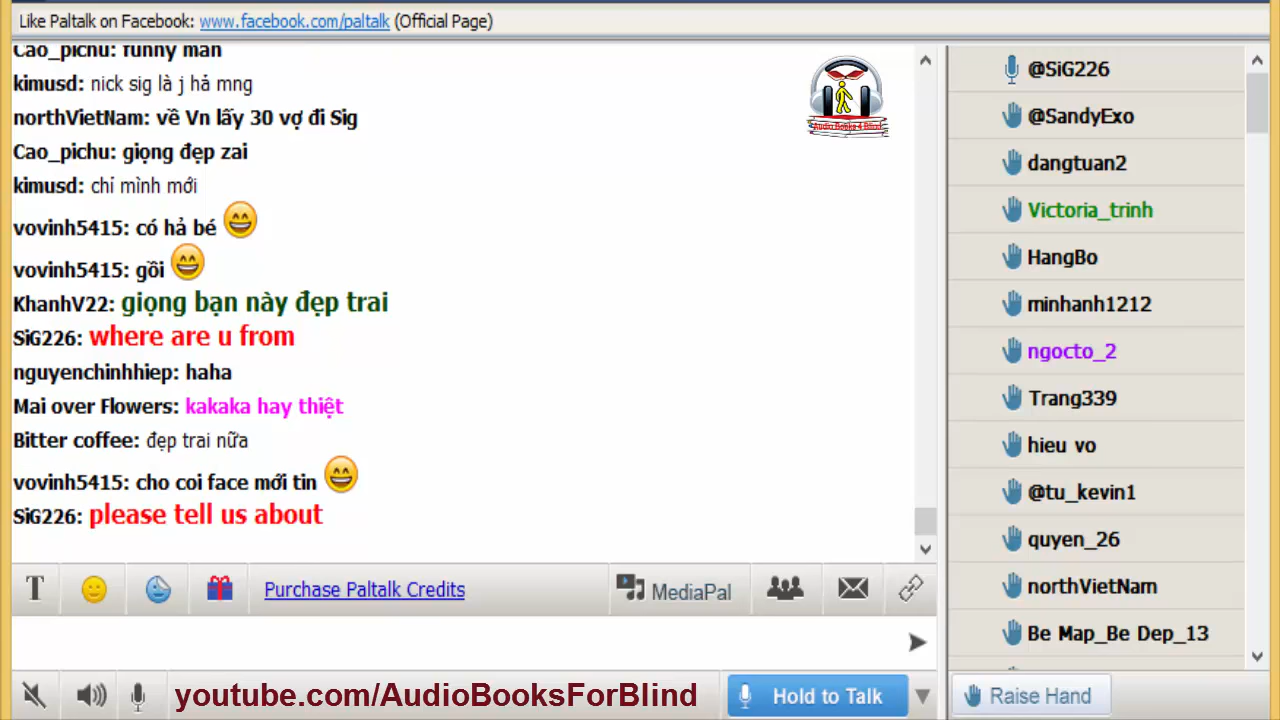 Like Paltalk on Facebook: www.facebook.com/paltalk (Official Page)
Cao_pichu: funny man
kimusd: nick sig là j hả mng
northVietNam: về Vn lấy 30 vợ đi Sig
Cao_pichu: giọng đẹp zai
kimusd: chỉ mình mới
vovinh5415: có hả bé
vovinh5415: gồi
KhanhV22: giọng bạn này đẹp trai
SiG226: where are u from
nguyenchinhhiep: haha
Mai over Flowers: kakaka hay thiệt
Bitter coffee: đẹp trai nữa
vovinh5415: cho coi face mới tin
SiG226: please tell us about
Audio Books 4 Blind
@SiG226
@SandyExo
dangtuan2
Victoria_trinh
HangBo
minhanh1212
ngocto_2
Trang339
hieu vo
@tu_kevin1
quyen_26
northVietNam
Be Map_Be Dep_13
T
Purchase Paltalk Credits
MediaPal
youtube.com/AudioBooksForBlind
Hold to Talk
Raise Hand